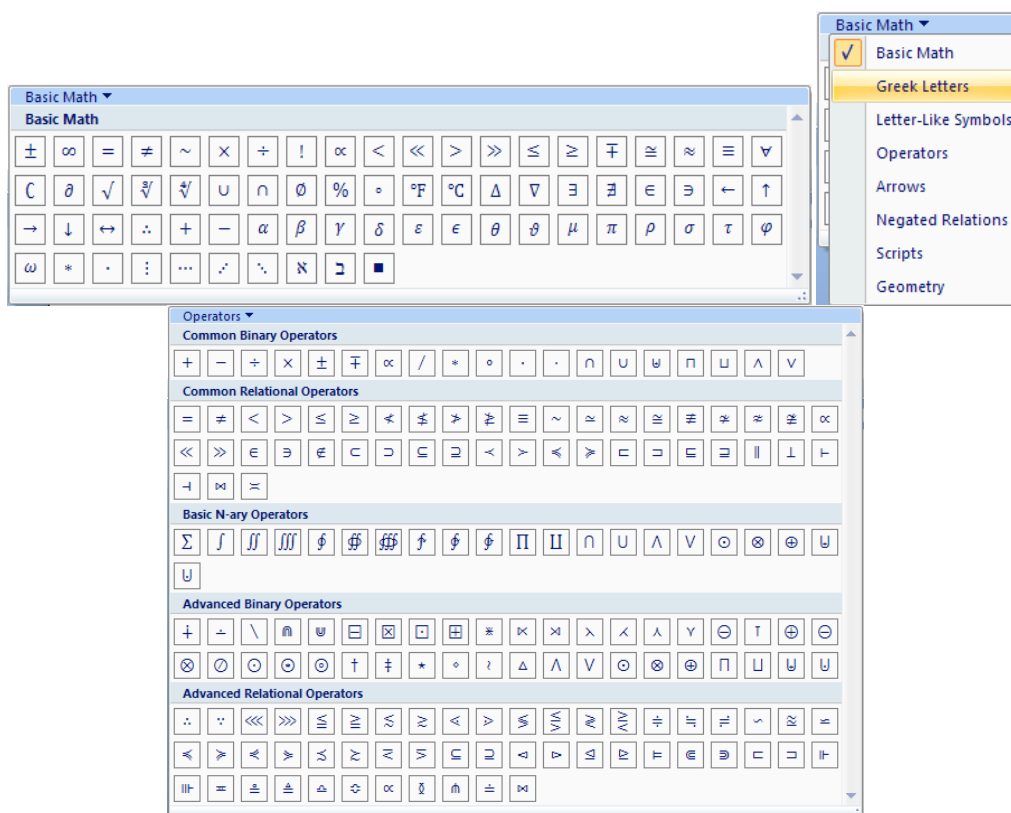 Basic Math
Basic Math
± ∞ = ≠ ~ × ÷ ! ∝ < ≪ > ≫ ≤ ≥ ∓ ≅ ≈ ≡ ∀
∁ ∂ √ ∛ ∜ ∪ ∩ ∅ % ° °F °C ∆ ∇ ∃ ∄ ∈ ∋ ← ↑
→ ↓ ↔ ∴ + − α β γ δ ε ϵ θ ϑ μ π ρ σ τ φ
ω * ∙ ⋮ ⋯ ⋰ ⋱ ℵ ℶ ∎
Basic Math
√ Basic Math
Greek Letters
Letter-Like Symbols
Operators
Arrows
Negated Relations
Scripts
Geometry
Operators
Common Binary Operators
+ − ÷ × ± ∓ ∝ / * ∘ ∙ ⋅ ∩ ∪ ⊎ ⊓ ⊔ ∧ ∨
Common Relational Operators
= ≠ < > ≤ ≥ ≮ ≰ ≯ ≱ ≡ ~ ≃ ≈ ≅ ≢ ≄ ≉ ≇ ∝
≪ ≫ ∈ ∋ ∉ ⊂ ⊃ ⊆ ⊇ ≺ ≻ ≼ ≽ ⊏ ⊐ ⊑ ⊒ ∥ ⊥ ⊢
⊣ ⋈ ≍
Basic N-ary Operators
∑ ∫ ∬ ∭ ∮ ∯ ∰ ∱ ∲ ∳ ∏ ∐ ⋂ ⋃ ⋀ ⋁ ⨀ ⨂ ⨁ ⨄
⨃
Advanced Binary Operators
∔ ∸ ∖ ⋒ ⋓ ⊟ ⊠ ⊡ ⊞ ⋇ ⋉ ⋊ ⋋ ⋌ ⋏ ⋎ ⊝ ⊺ ⊕ ⊖
⊗ ⊘ ⊙ ⊛ ⊚ † ‡ ⋆ ⋄ ≀ △ ⋀ ⋁ ⨀ ⨂ ⨁ ⨅ ⨆ ⨄ ⨃
Advanced Relational Operators
∴ ∵ ⋘ ⋙ ≦ ≧ ≲ ≳ ⋖ ⋗ ≶ ⋚ ≷ ⋛ ≑ ≒ ≓ ∽ ≊ ⋍
≼ ≽ ⋞ ⋟ ≾ ≿ ⋜ ⋝ ⊆ ⊇ ⊲ ⊳ ⊴ ⊵ ⊨ ⋐ ⋑ ⊏ ⊐ ⊩
⊪ ≖ ≗ ≜ ≏ ≎ ∝ ≬ ⋔ ≐ ⋈